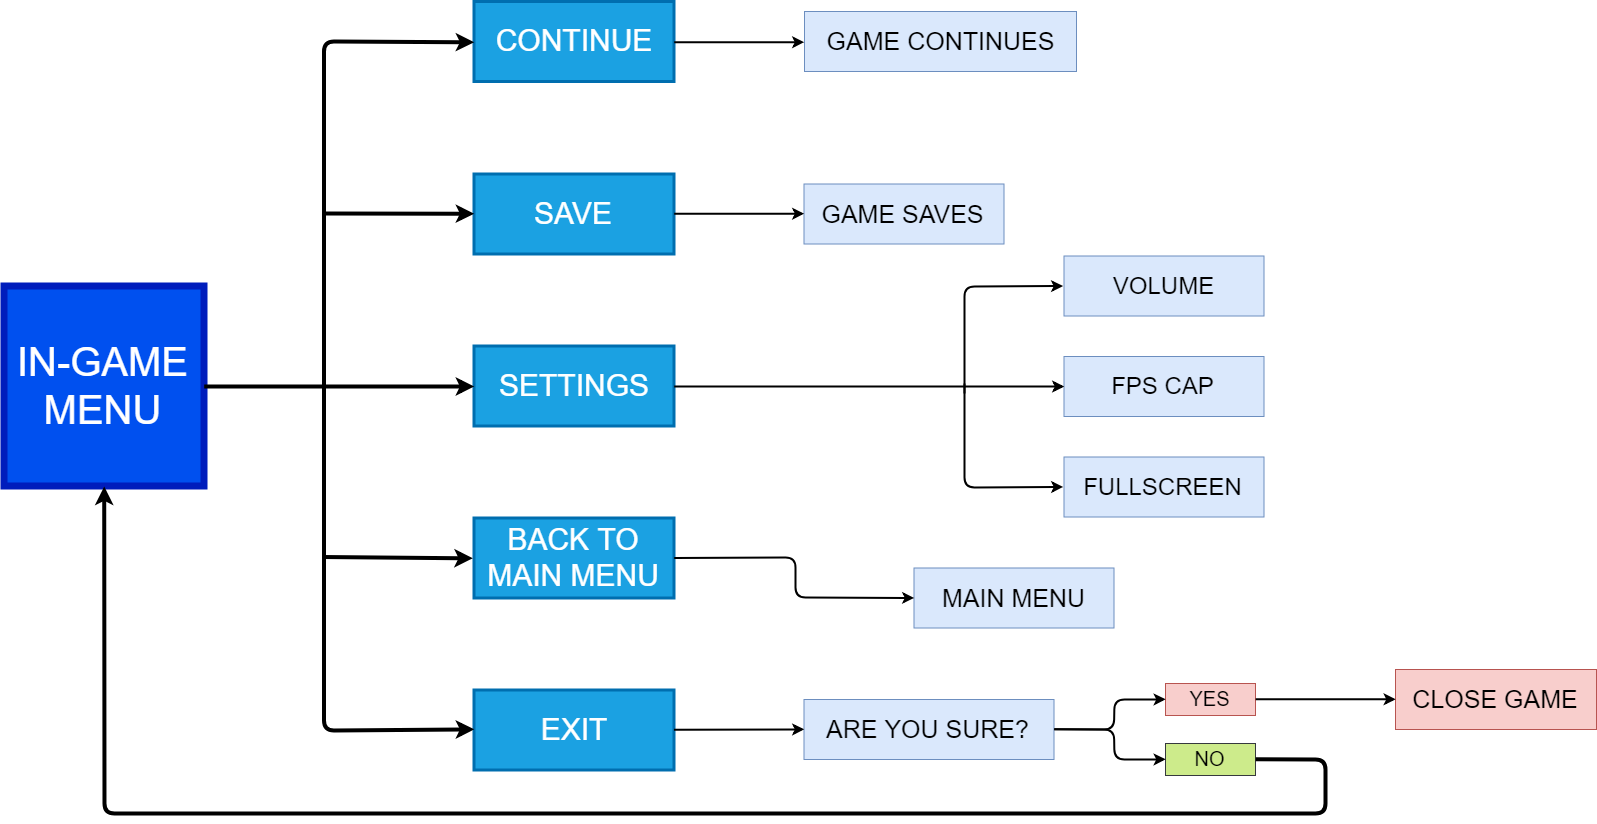 CONTINUE
GAME CONTINUES
SAVE
GAME SAVES
IN-GAME
MENU
SETTINGS
VOLUME
FPS CAP
FULLSCREEN
BACK TO
MAIN MENU
MAIN MENU
EXIT
ARE YOU SURE?
YES
CLOSE GAME
NO